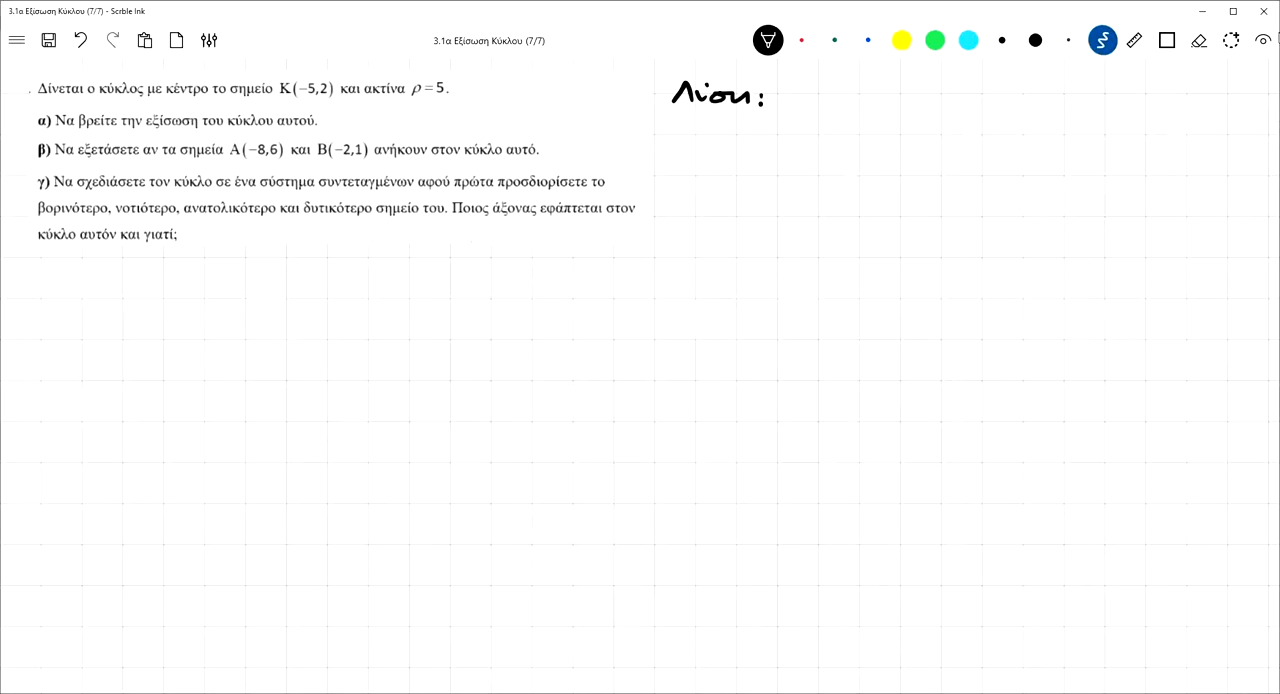 3.1α Εξίσωση Κύκλου (7/7) - Scrble Ink
3.1α Εξίσωση Κύκλου (7/7)
Δίνεται ο κύκλος με κέντρο το σημείο Κ(−5,2) και ακτίνα ρ = 5.
α) Να βρείτε την εξίσωση του κύκλου αυτού.
β) Να εξετάσετε αν τα σημεία Α(−8,6) και Β(−2,1) ανήκουν στον κύκλο αυτό.
γ) Να σχεδιάσετε τον κύκλο σε ένα σύστημα συντεταγμένων αφού πρώτα προσδιορίσετε το
βορινότερο, νοτιότερο, ανατολικότερο και δυτικότερο σημείο του. Ποιος άξονας εφάπτεται στον
κύκλο αυτόν και γιατί;
Λύση: